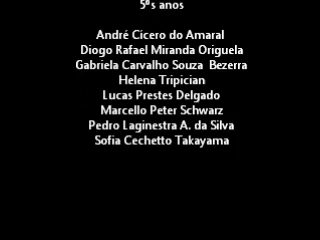 5ºs anos
André Cícero do Amaral
Diogo Rafael Miranda Origuela
Gabriela Carvalho Souza Bezerra
Helena Tripician
Lucas Prestes Delgado
Marcello Peter Schwarz
Pedro Laginestra A. da Silva
Sofia Cechetto Takayama